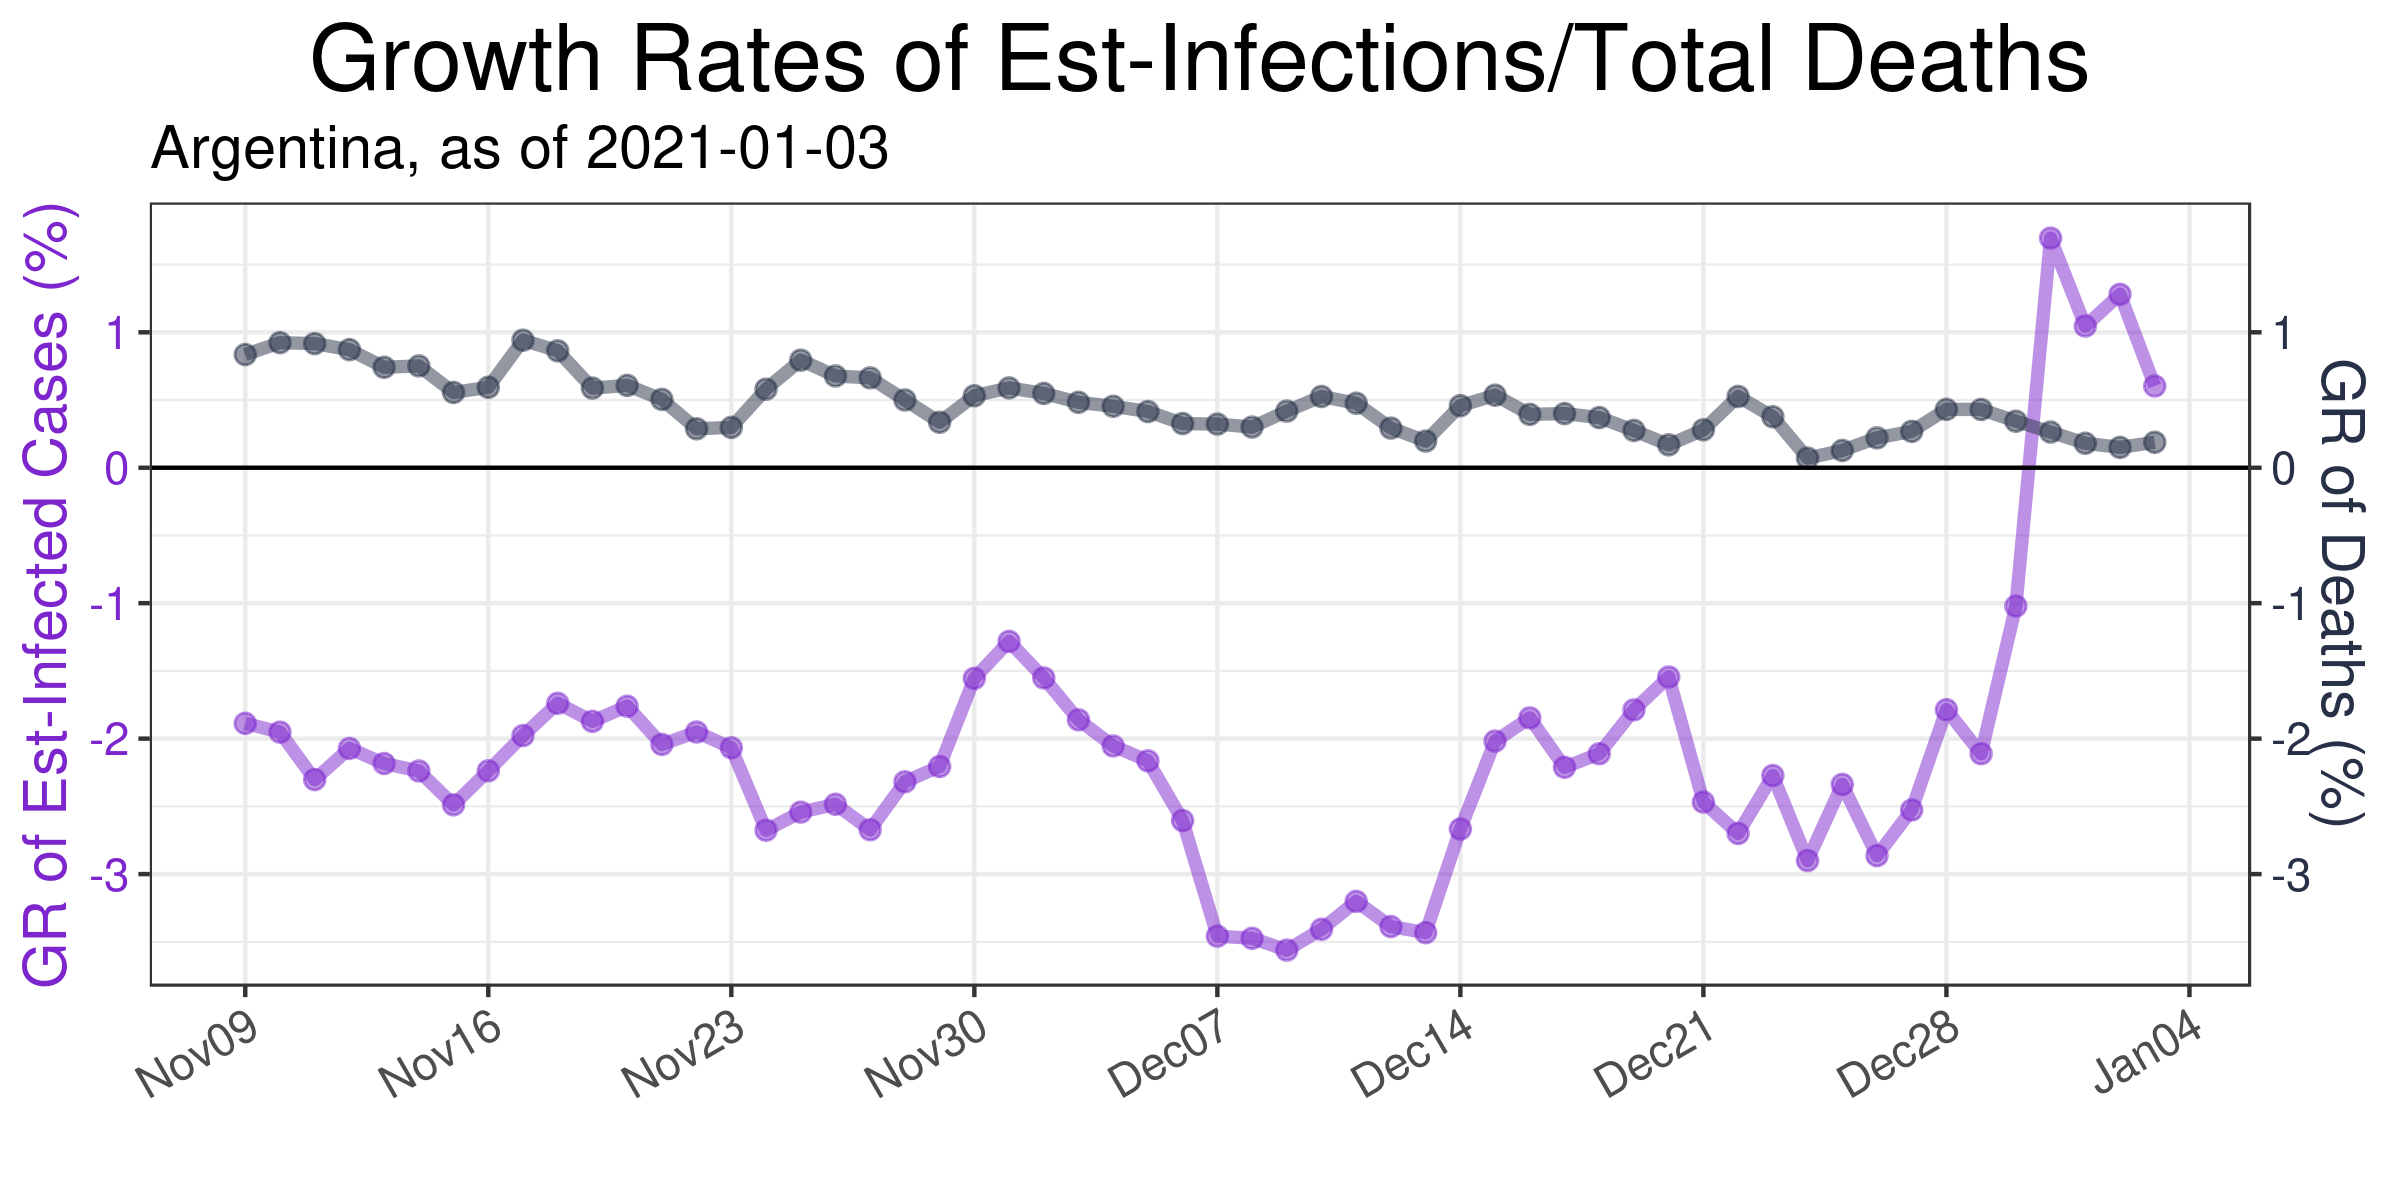 Growth Rates of Est-Infections/Total Deaths
Argentina, as of 2021-01-03
GR of Est-Infected Cases (%)
1
0
-1
-2
-3
1
0
-1
-2
-3
GR of Deaths (%)
Nov09
Nov16
Nov23
Nov30
Dec07
Dec14
Dec21
Dec28
Jan04